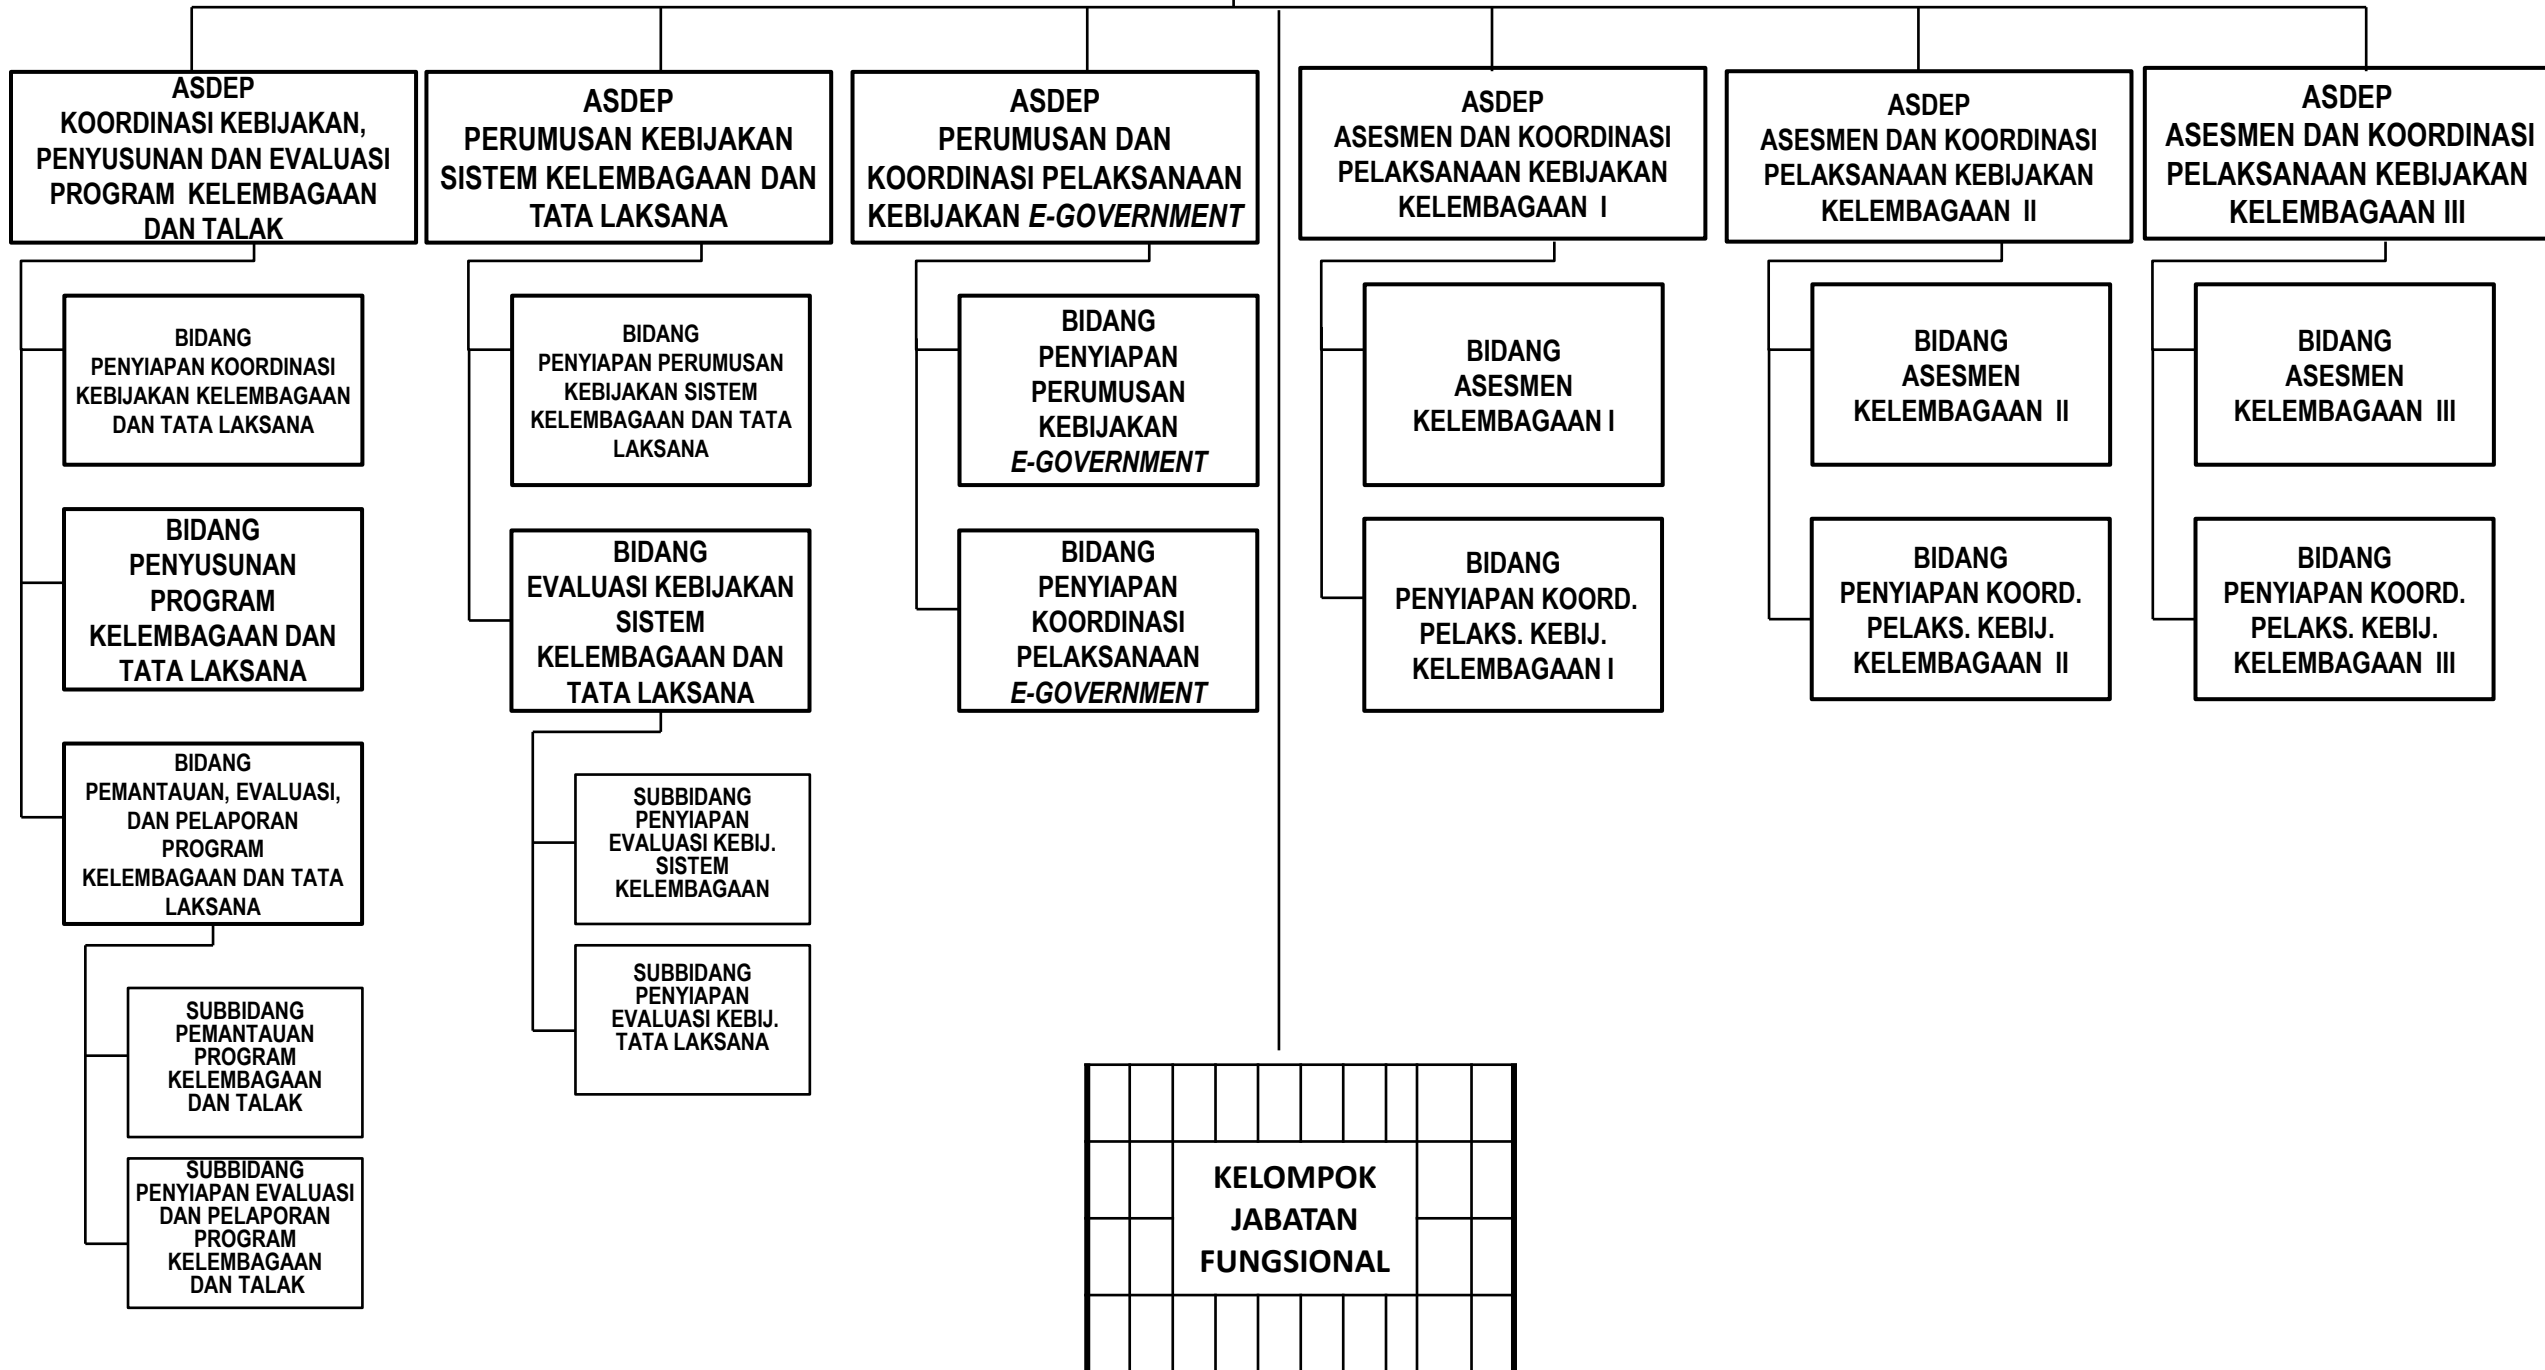 ASDEP
KOORDINASI KEBIJAKAN,
PENYUSUNAN DAN EVALUASI
PROGRAM KELEMBAGAAN
DAN TALAK
ASDEP
PERUMUSAN KEBIJAKAN
SISTEM KELEMBAGAAN DAN
TATA LAKSANA
ASDEP
PERUMUSAN DAN
KOORDINASI PELAKSANAAN
KEBIJAKAN E-GOVERNMENT
ASDEP
ASESMEN DAN KOORDINASI
PELAKSANAAN KEBIJAKAN
KELEMBAGAAN I
ASDEP
ASESMEN DAN KOORDINASI
PELAKSANAAN KEBIJAKAN
KELEMBAGAAN II
ASDEP
ASESMEN DAN KOORDINASI
PELAKSANAAN KEBIJAKAN
KELEMBAGAAN III
BIDANG
PENYIAPAN KOORDINASI
KEBIJAKAN KELEMBAGAAN
DAN TATA LAKSANA
BIDANG
PENYIAPAN PERUMUSAN
KEBIJAKAN SISTEM
KELEMBAGAAN DAN TATA
LAKSANA
BIDANG
PENYIAPAN
PERUMUSAN
KEBIJAKAN
E-GOVERNMENT
BIDANG
ASESMEN
KELEMBAGAAN I
BIDANG
ASESMEN
KELEMBAGAAN II
BIDANG
ASESMEN
KELEMBAGAAN III
BIDANG
PENYUSUNAN
PROGRAM
KELEMBAGAAN DAN
TATA LAKSANA
BIDANG
EVALUASI KEBIJAKAN
SISTEM
KELEMBAGAAN DAN
TATA LAKSANA
BIDANG
PENYIAPAN
KOORDINASI
PELAKSANAAN
E-GOVERNMENT
BIDANG
PENYIAPAN KOORD.
PELAKS. KEBIJ.
KELEMBAGAAN I
BIDANG
PENYIAPAN KOORD.
PELAKS. KEBIJ.
KELEMBAGAAN II
BIDANG
PENYIAPAN KOORD.
PELAKS. KEBIJ.
KELEMBAGAAN III
BIDANG
PEMANTAUAN, EVALUASI,
DAN PELAPORAN
PROGRAM
KELEMBAGAAN DAN TATA
LAKSANA
SUBBIDANG
PENYIAPAN
EVALUASI KEBIJ.
SISTEM
KELEMBAGAAN
SUBBIDANG
PENYIAPAN
EVALUASI KEBIJ.
TATA LAKSANA
SUBBIDANG
PEMANTAUAN
PROGRAM
KELEMBAGAAN
DAN TALAK
SUBBIDANG
PENYIAPAN EVALUASI
DAN PELAPORAN
PROGRAM
KELEMBAGAAN
DAN TALAK
KELOMPOK
JABATAN
FUNGSIONAL